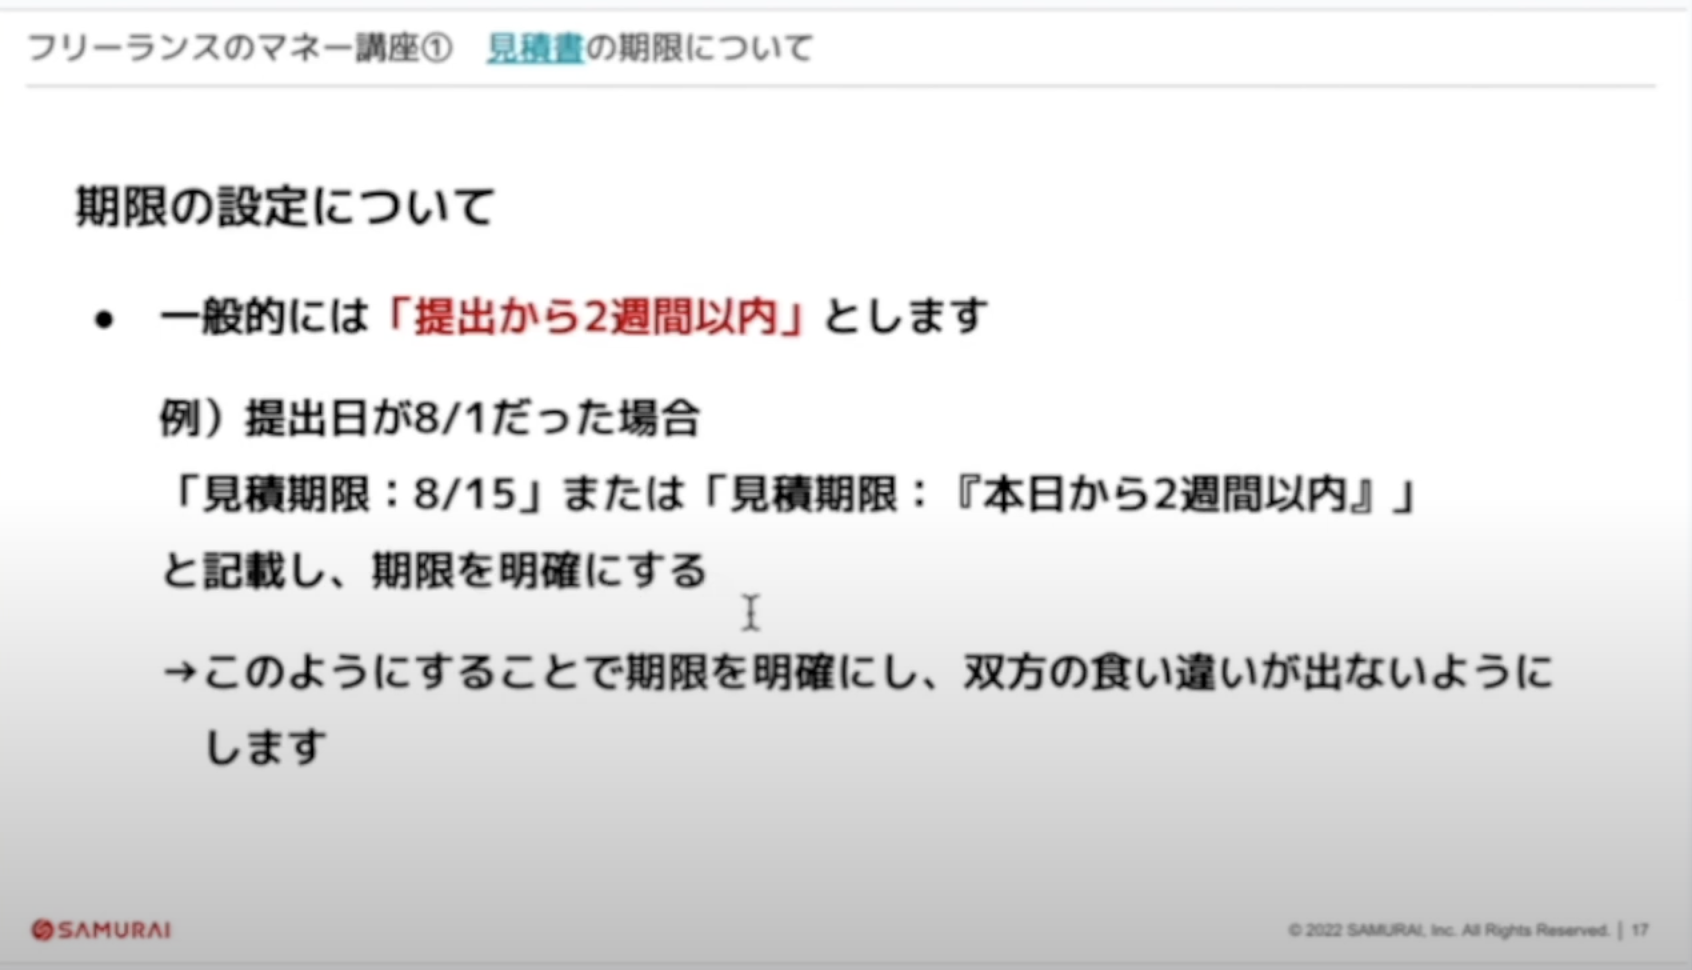 フリーランスのマネー講座① 見積書の期限について
期限の設定について
● 一般的には「提出から2週間以内」とします
例）提出日が8/1だった場合
「見積期限：8/15」または「見積期限：『本日から2週間以内』」
と記載し、期限を明確にする
→このようにすることで期限を明確にし、双方の食い違いが出ないように
します
SAMURAI
© 2022 SAMURAI, Inc. All Rights Reserved. | 17